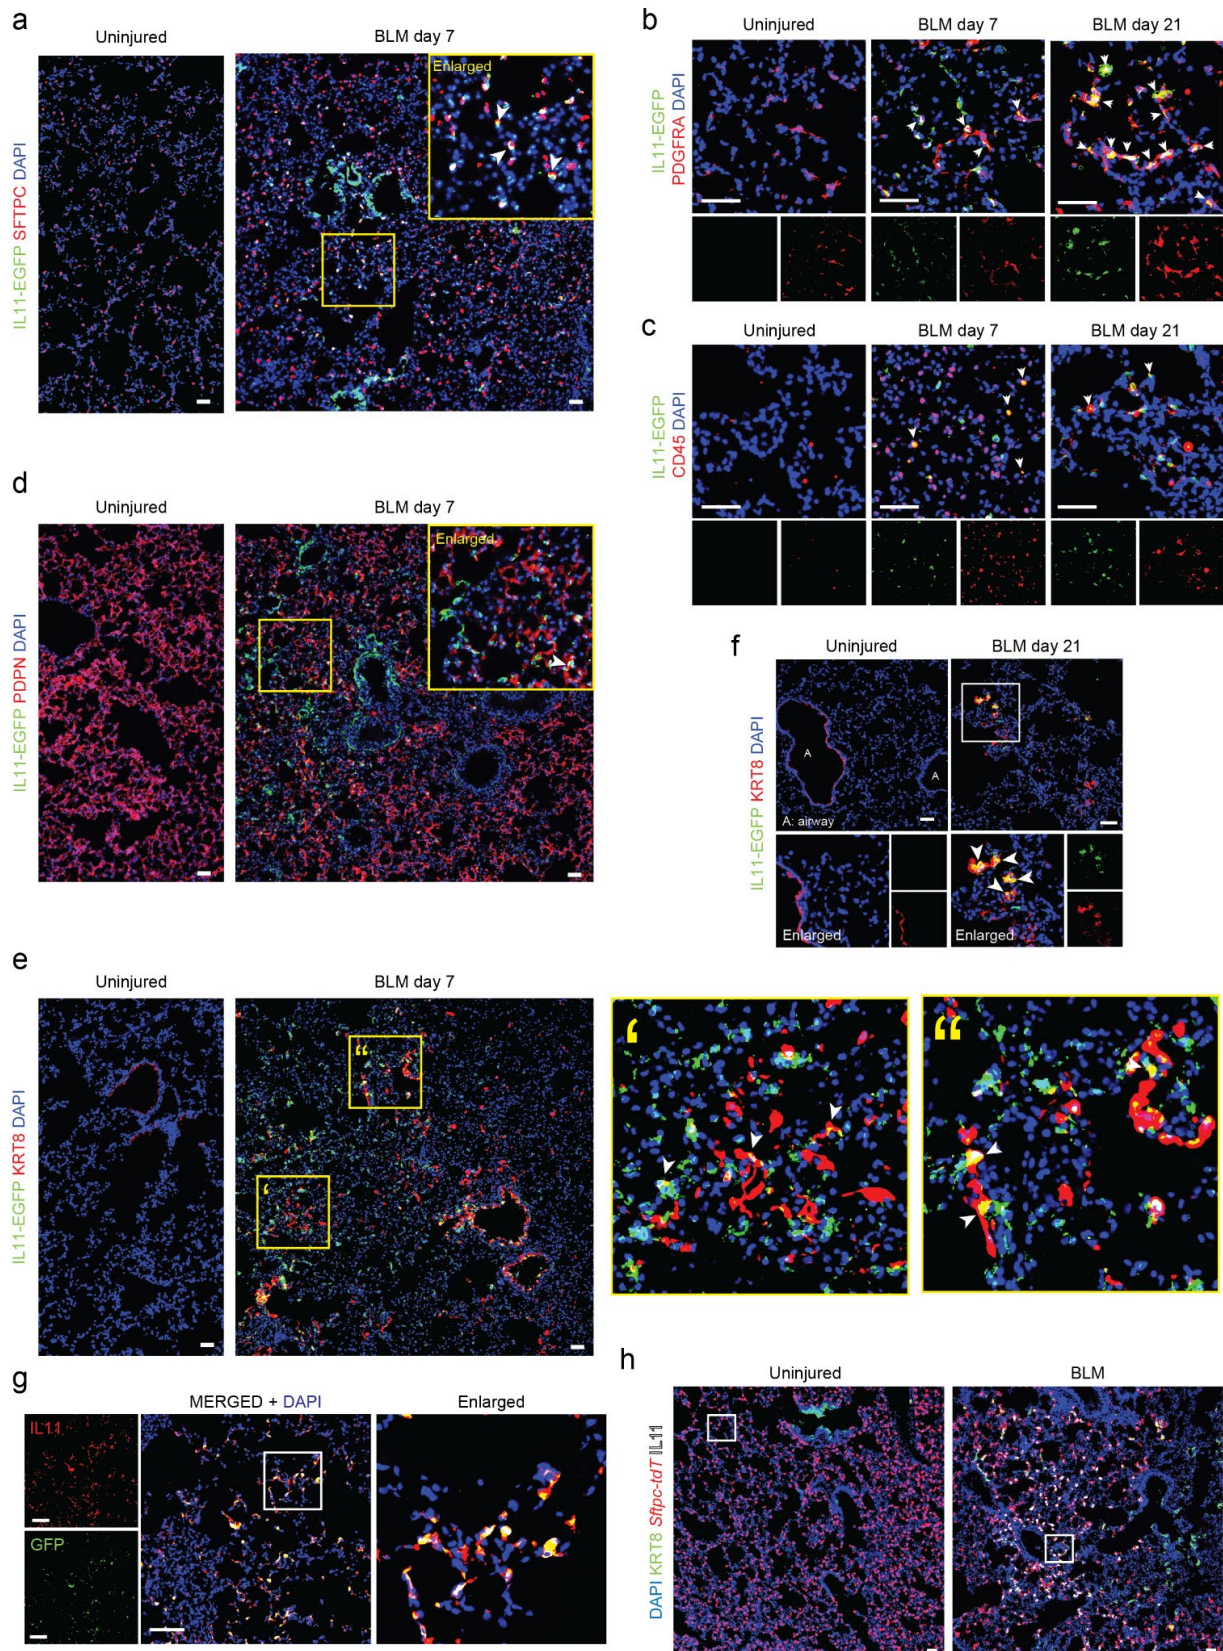 a
Uninjured
BLM day 7
IL11-EGFP SFTPC DAPI
Enlarged
b
Uninjured
BLM day 7
BLM day 21
IL11-EGFP
PDGFRA DAPI
c
Uninjured
BLM day 7
BLM day 21
IL11-EGFP
CD45 DAPI
d
Uninjured
BLM day 7
IL11-EGFP PDPN DAPI
Enlarged
f
Uninjured
BLM day 21
IL11-EGFP KRT8 DAPI
A
A
A: airway
Enlarged
Enlarged
e
Uninjured
BLM day 7
IL11-EGFP KRT8 DAPI
“
‘
‘
“
g
MERGED + DAPI
Enlarged
IL11
GFP
h
Uninjured
BLM
DAPI KRT8 Sftpc-tdT IL11